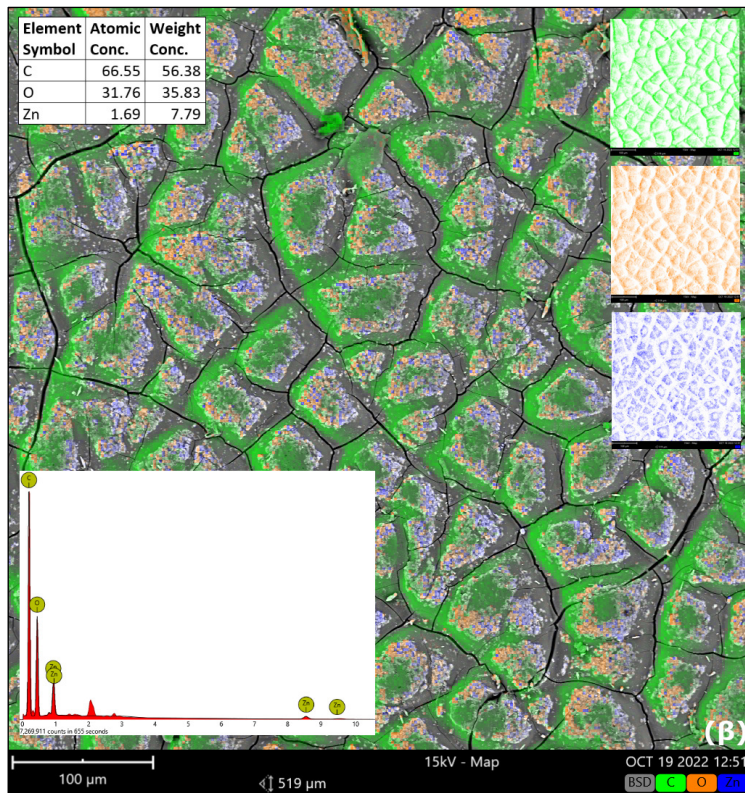 Element Symbol Atomic Conc. Weight Conc.
C 66.55 56.38
O 31.76 35.83
Zn 1.69 7.79
C
O
Zn
Zn
Zn
Zn
0 1 2 3 4 5 6 7 8 9 10
7,269,911 counts in 655 seconds
(β)
100 μm
519 μm
15kV - Map
OCT 19 2022 12:51
BSD C O Zn